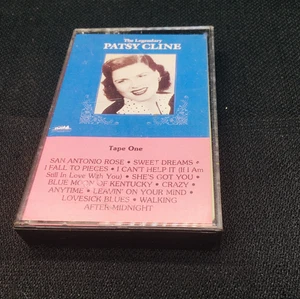 The Legendary
PATSY CLINE
Tape One
SAN ANTONIO ROSE • SWEET DREAMS •
I FALL TO PIECES • I CAN'T HELP IT (If I Am
Still In Love With You) • SHE'S GOT YOU •
BLUE MOON OF KENTUCKY • CRAZY •
ANYTIME • LEAVIN' ON YOUR MIND •
LOVESICK BLUES • WALKING
AFTER MIDNIGHT